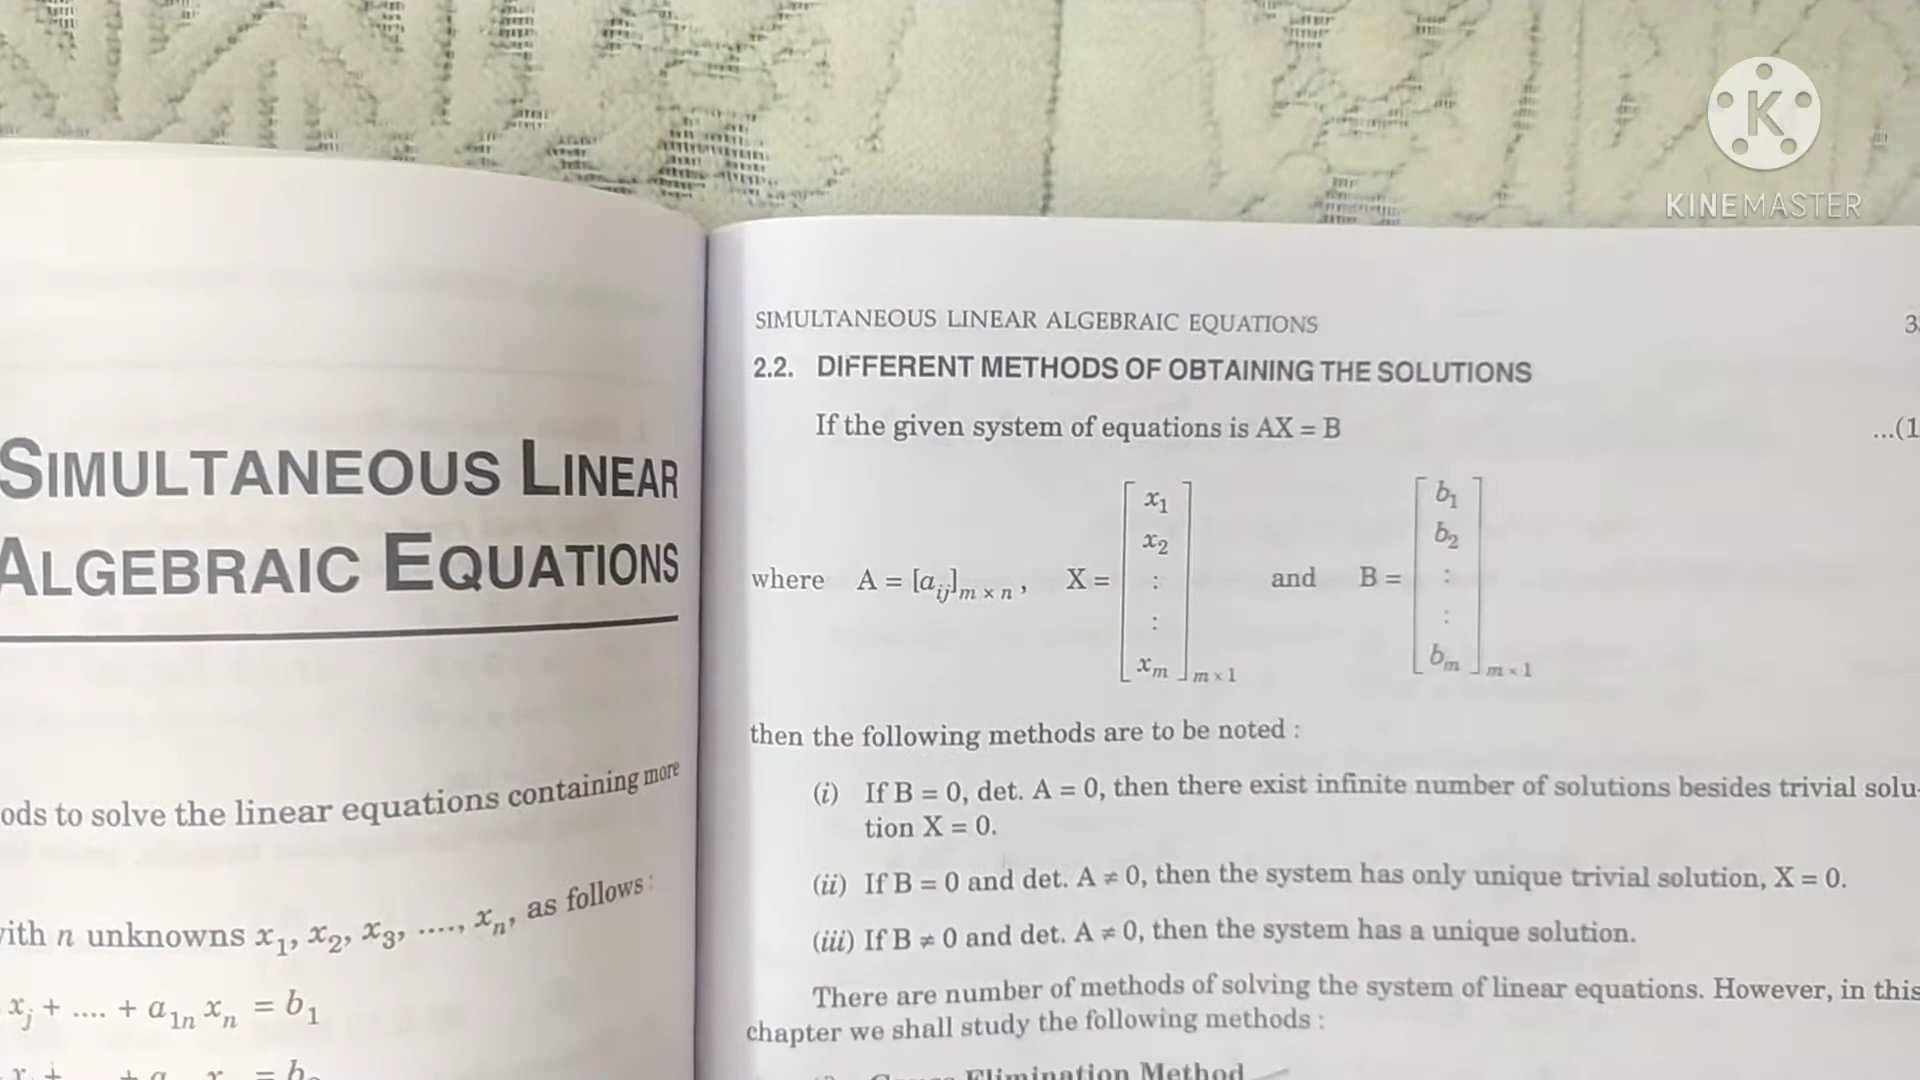 SIMULTANEOUS LINEAR
ALGEBRAIC EQUATIONS
ods to solve the linear equations containing more
with n unknowns x₁, x₂, x₃, ...., xₙ, as follows :
xⱼ + .... + a₁ₙ xₙ = b₁
KINEMASTER
SIMULTANEOUS LINEAR ALGEBRAIC EQUATIONS
2.2. DIFFERENT METHODS OF OBTAINING THE SOLUTIONS
If the given system of equations is AX = B ...(1
where A = [aᵢⱼ]ₘ ₓ ₙ , X = [x₁ x₂ : : xₘ]ₘ ₓ ₁ and B = [b₁ b₂ : : bₘ]ₘ ₓ ₁
then the following methods are to be noted :
(i) If B = 0, det. A = 0, then there exist infinite number of solutions besides trivial solu-
tion X = 0.
(ii) If B = 0 and det. A ≠ 0, then the system has only unique trivial solution, X = 0.
(iii) If B ≠ 0 and det. A ≠ 0, then the system has a unique solution.
There are number of methods of solving the system of linear equations. However, in this
chapter we shall study the following methods :
Elimination Method